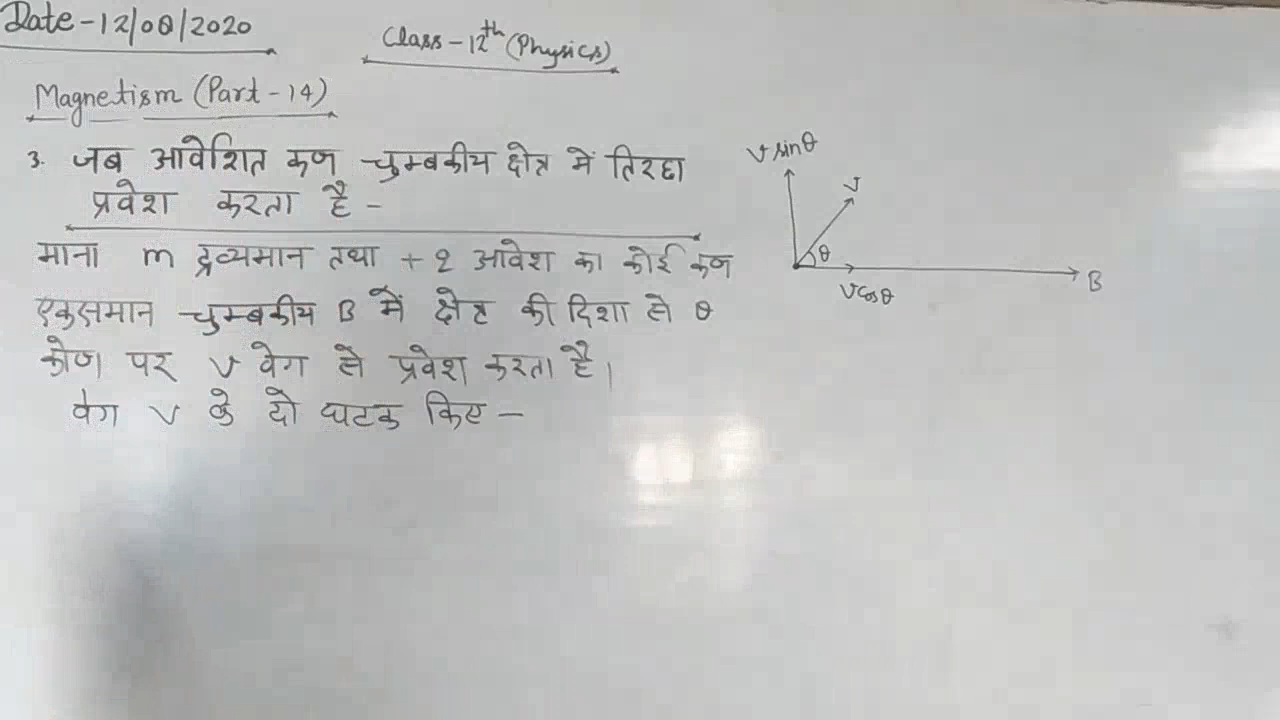 Date - 12/08/2020
Class - 12th (Physics)
Magnetism (Part - 14)
3. जब आवेशित कण चुम्बकीय क्षेत्र में तिरछा
प्रवेश करता है -
माना m द्रव्यमान तथा +q आवेश का कोई कण
एकसमान चुम्बकीय B में क्षेत्र की दिशा से θ
कोण पर v वेग से प्रवेश करता है।
वेग v के दो घटक किए -
v sinθ
v
θ
v cosθ
B